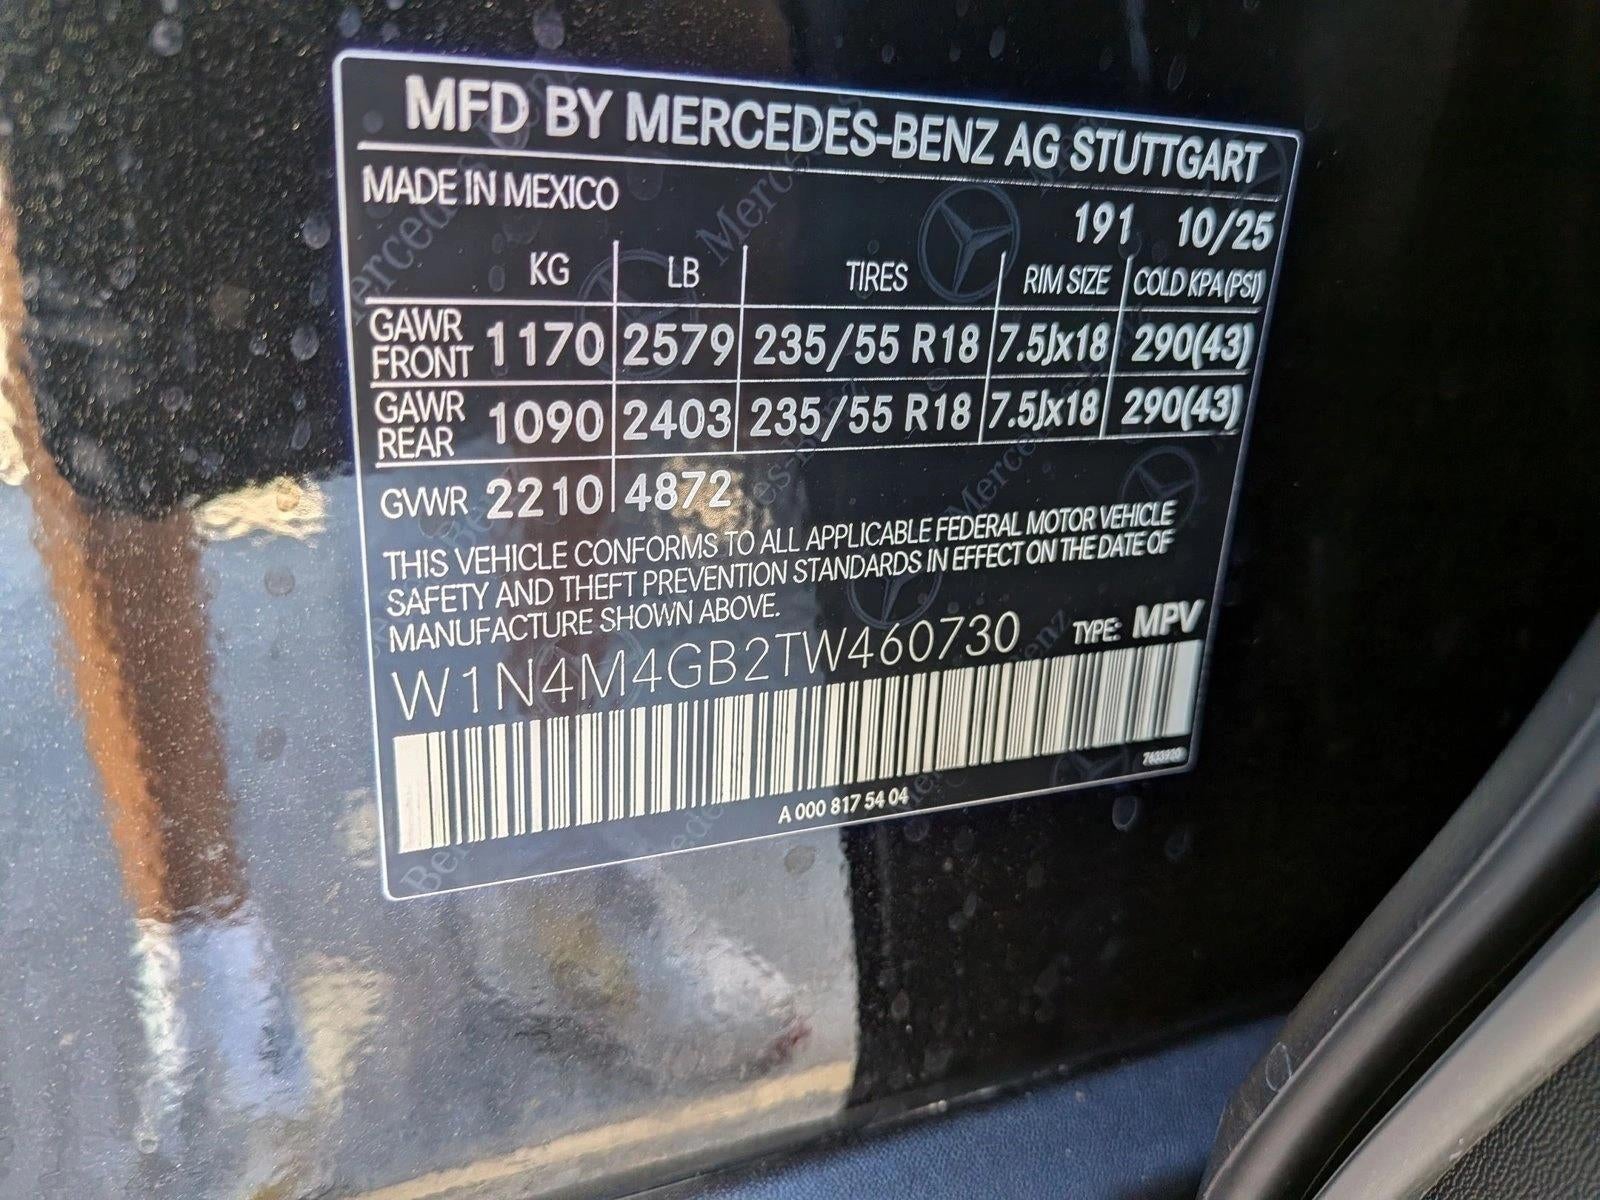 MFD BY MERCEDES-BENZ AG STUTTGART
MADE IN MEXICO
191 10/25
KG LB TIRES RIM SIZE COLD KPA(PSI)
GAWR FRONT 1170 2579 235/55 R18 7.5Jx18 290(43)
GAWR REAR 1090 2403 235/55 R18 7.5Jx18 290(43)
GVWR 2210 4872
THIS VEHICLE CONFORMS TO ALL APPLICABLE FEDERAL MOTOR VEHICLE
SAFETY AND THEFT PREVENTION STANDARDS IN EFFECT ON THE DATE OF
MANUFACTURE SHOWN ABOVE.
W1N4M4GB2TW460730 TYPE: MPV
A 000 817 54 04